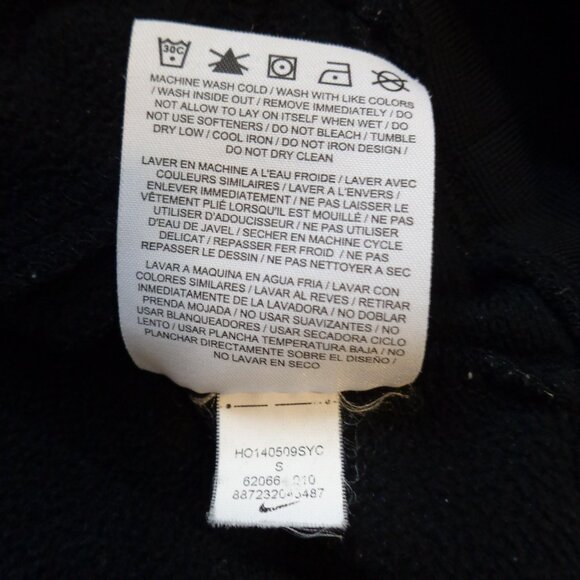 30C
MACHINE WASH COLD / WASH WITH LIKE COLORS
/ WASH INSIDE OUT / REMOVE IMMEDIATELY / DO
NOT ALLOW TO LAY ON ITSELF WHEN WET / DO
NOT USE SOFTENERS / DO NOT BLEACH / TUMBLE
DRY LOW / COOL IRON / DO NOT IRON DESIGN /
DO NOT DRY CLEAN
LAVER EN MACHINE A L'EAU FROIDE / LAVER AVEC
COULEURS SIMILAIRES / LAVER A L'ENVERS /
ENLEVER IMMEDIATEMENT / NE PAS LAISSER LE
VÊTEMENT PLIÉ LORSQU'IL EST MOUILLÉ / NE PAS
UTILISER D'ADOUCISSEUR / NE PAS UTILISER
D'EAU DE JAVEL / SECHER EN MACHINE CYCLE
DELICAT / REPASSER FER FROID / NE PAS
REPASSER LE DESSIN / NE PAS NETTOYER A SEC
LAVAR A MAQUINA EN AGUA FRIA / LAVAR CON
COLORES SIMILARES / LAVAR AL REVES / RETIRAR
INMEDIATAMENTE DE LA LAVADORA / NO DOBLAR
PRENDA MOJADA / NO USAR SUAVIZANTES / NO
USAR BLANQUEADORES / USAR SECADORA CICLO
LENTO / USAR PLANCHA TEMPERATURA BAJA / NO
PLANCHAR DIRECTAMENTE SOBRE EL DISEÑO /
NO LAVAR EN SECO
HO140509SYC
S
620664 010